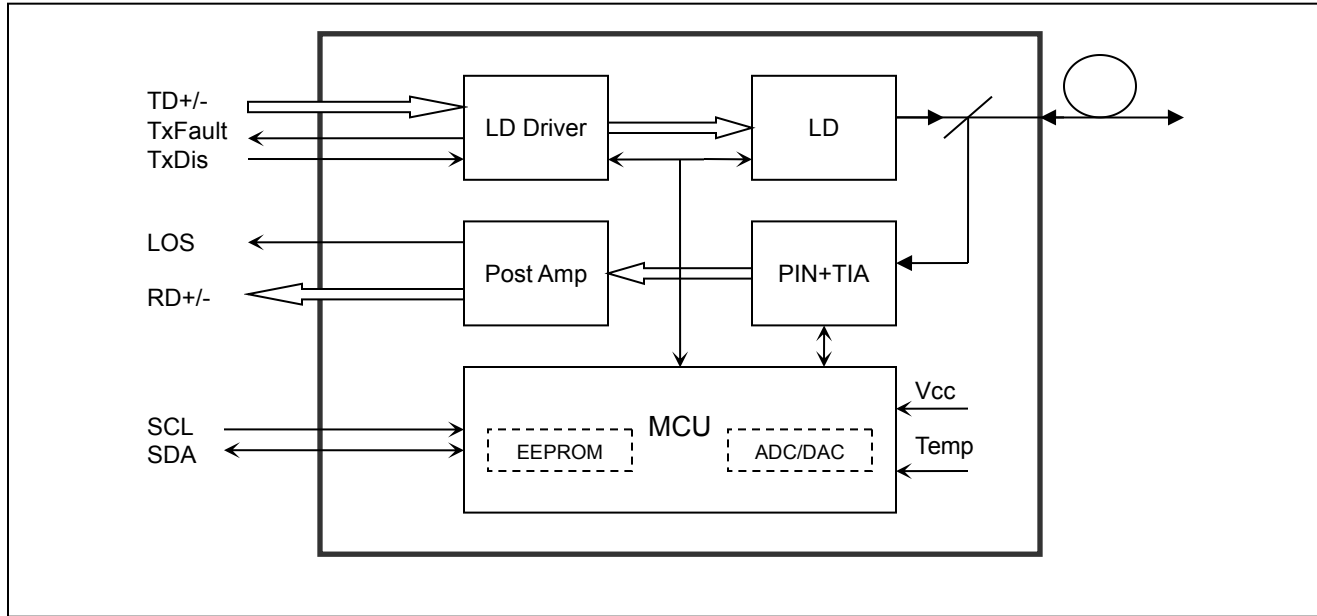 TD+/-
TxFault
TxDis
LD Driver
LD
LOS
RD+/-
Post Amp
PIN+TIA
SCL
SDA
MCU
EEPROM
ADC/DAC
Vcc
Temp